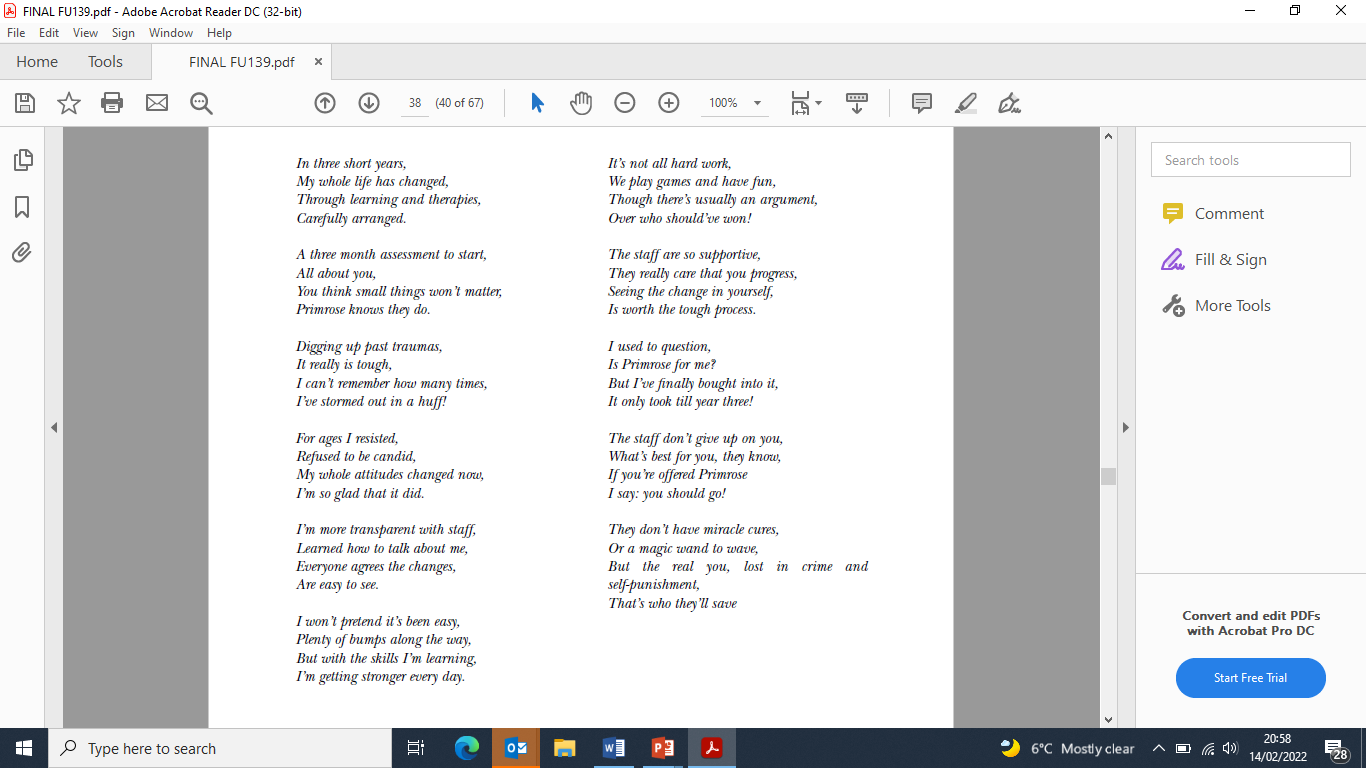 FINAL FU139.pdf - Adobe Acrobat Reader DC (32-bit)
File Edit View Sign Window Help
Home Tools FINAL FU139.pdf ×
38 (40 of 67) 100%
In three short years,
My whole life has changed,
Through learning and therapies,
Carefully arranged.
A three month assessment to start,
All about you,
You think small things won't matter,
Primrose knows they do.
Digging up past traumas,
It really is tough,
I can't remember how many times,
I've stormed out in a huff!
For ages I resisted,
Refused to be candid,
My whole attitudes changed now,
I'm so glad that it did.
I'm more transparent with staff,
Learned how to talk about me,
Everyone agrees the changes,
Are easy to see.
I won't pretend it's been easy,
Plenty of bumps along the way,
But with the skills I'm learning,
I'm getting stronger every day.
It's not all hard work,
We play games and have fun,
Though there's usually an argument,
Over who should've won!
The staff are so supportive,
They really care that you progress,
Seeing the change in yourself,
Is worth the tough process.
I used to question,
Is Primrose for me?
But I've finally bought into it,
It only took till year three!
The staff don't give up on you,
What's best for you, they know,
If you're offered Primrose
I say: you should go!
They don't have miracle cures,
Or a magic wand to wave,
But the real you, lost in crime and
self-punishment,
That's who they'll save
Search tools
Comment
Fill & Sign
More Tools
Convert and edit PDFs
with Acrobat Pro DC
Start Free Trial
Type here to search
6°C Mostly clear
20:58
14/02/2022
28